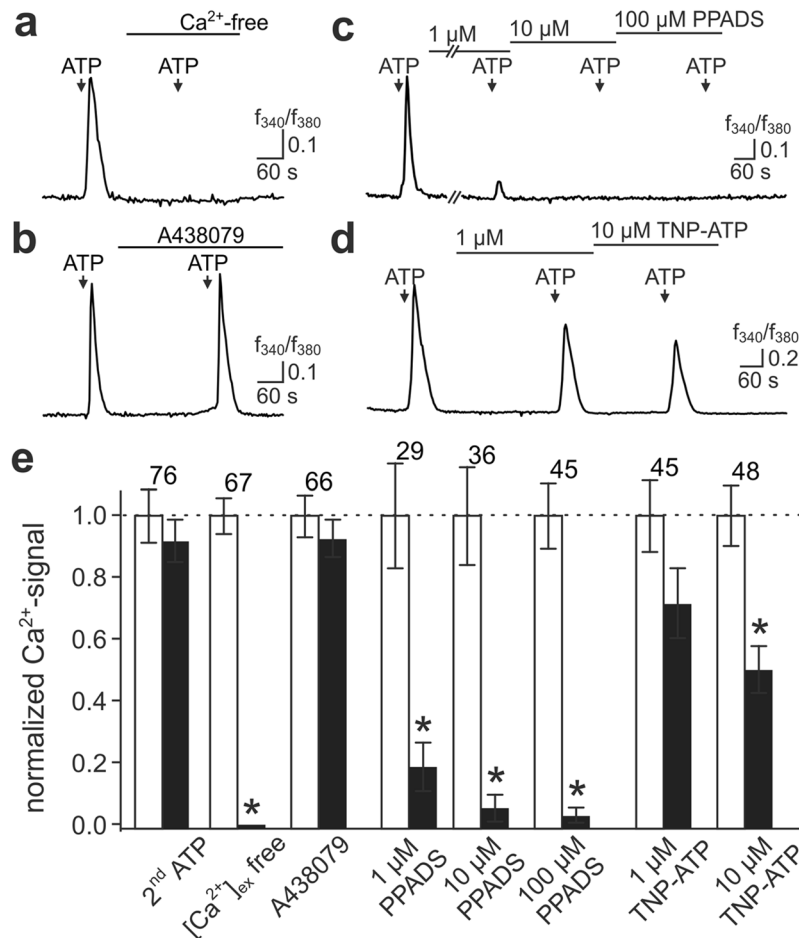 a
Ca²⁺-free
ATP ATP
f₃₄₀/f₃₈₀
0.1
60 s
b
A438079
ATP ATP
f₃₄₀/f₃₈₀
0.1
60 s
c
1 µM 10 µM 100 µM PPADS
ATP ATP ATP ATP
f₃₄₀/f₃₈₀
0.1
60 s
d
1 µM 10 µM TNP-ATP
ATP ATP ATP
f₃₄₀/f₃₈₀
0.2
60 s
e
76 67 66 29 36 45 45 48
normalized Ca²⁺-signal
1.0
0.8
0.6
0.4
0.2
0.0
* * * * *
2ⁿᵈ ATP
[Ca²⁺]ₑₓ free
A438079
1 µM
PPADS
10 µM
PPADS
100 µM
PPADS
1 µM
TNP-ATP
10 µM
TNP-ATP